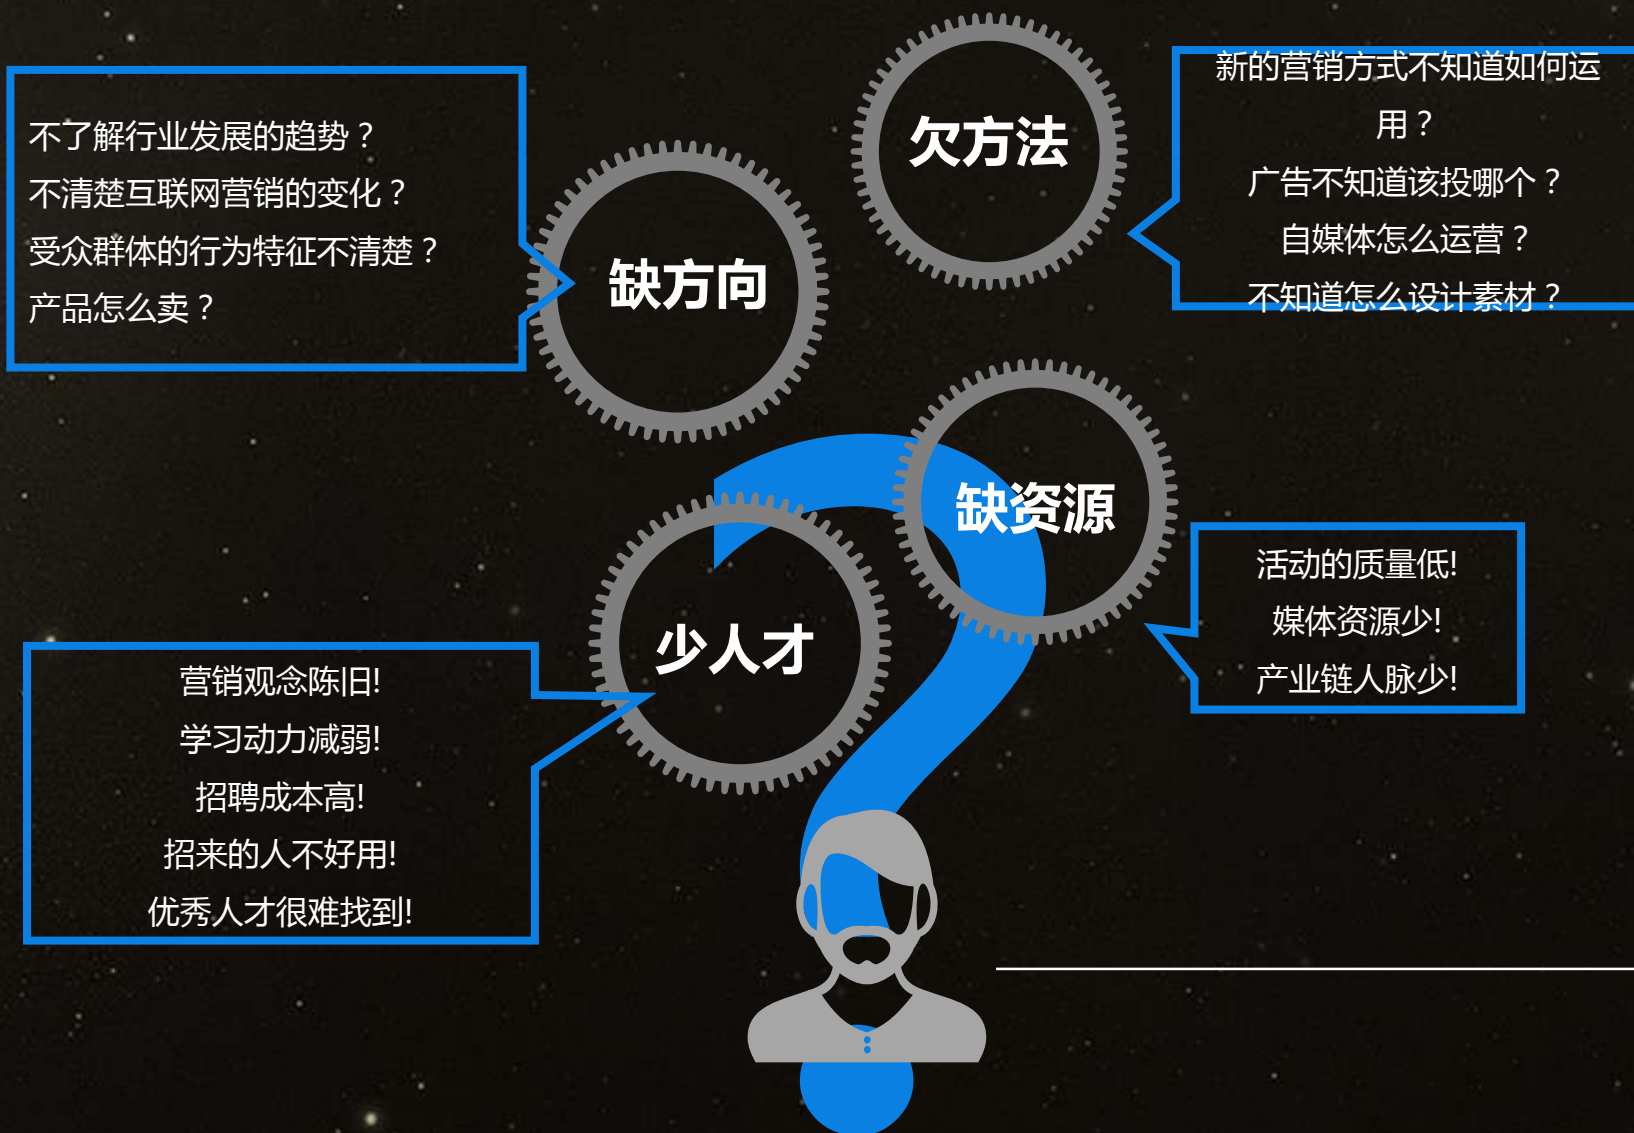 不了解行业发展的趋势？
不清楚互联网营销的变化？
受众群体的行为特征不清楚？
产品怎么卖？
缺方向
欠方法
新的营销方式不知道如何运
用？
广告不知道该投哪个？
自媒体怎么运营？
不知道怎么设计素材？
缺资源
活动的质量低!
媒体资源少!
产业链人脉少!
少人才
营销观念陈旧!
学习动力减弱!
招聘成本高!
招来的人不好用!
优秀人才很难找到!